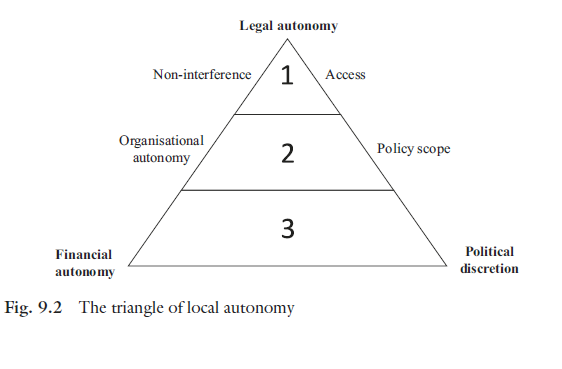 Legal autonomy
Non-interference
1
Access
Organisational
autonomy
2
Policy scope
3
Financial
autonomy
Political
discretion
Fig. 9.2 The triangle of local autonomy